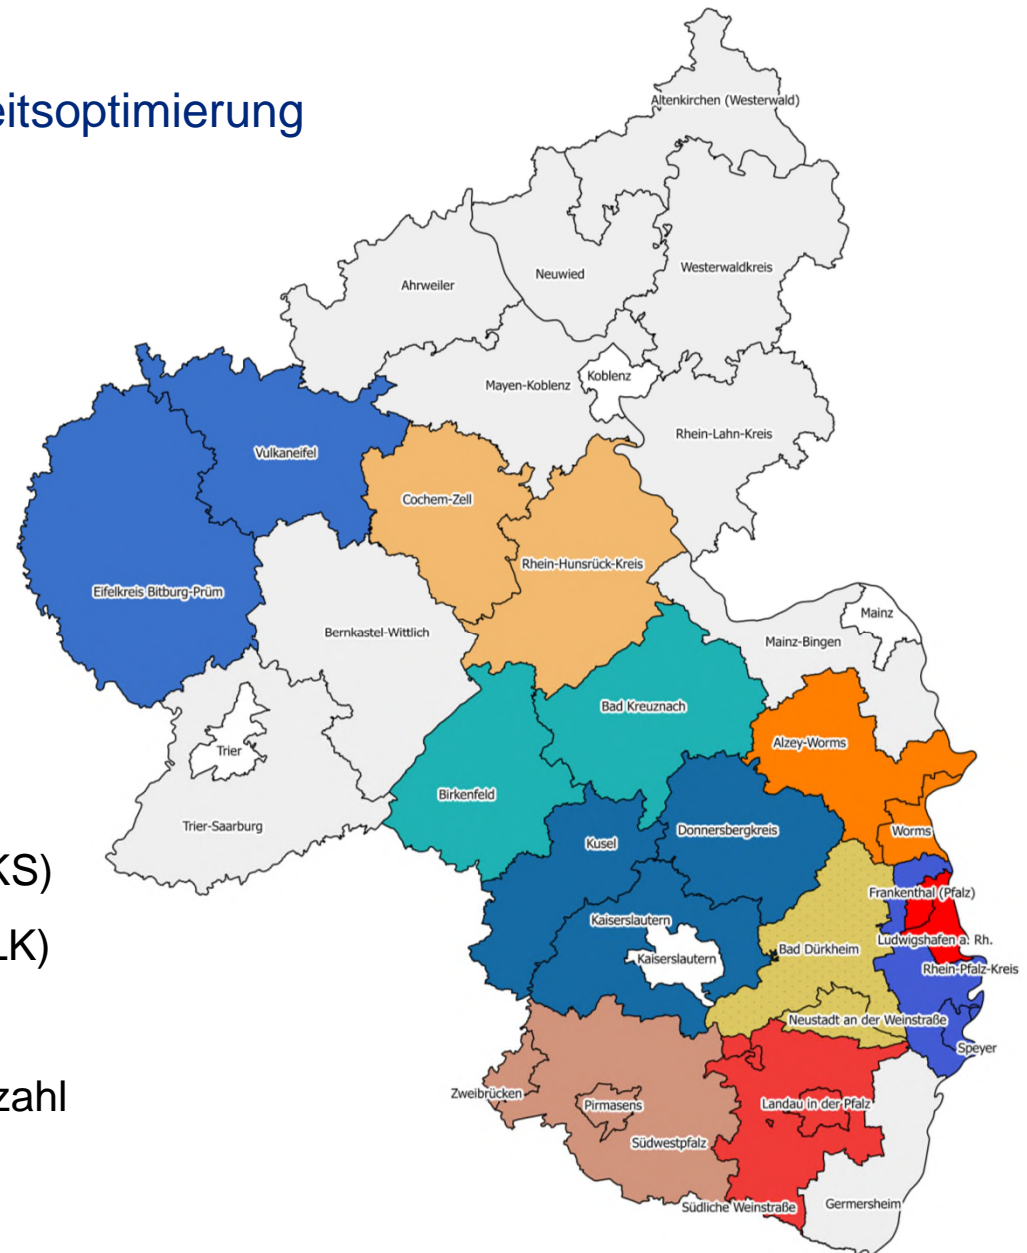 eitsoptimierung
Altenkirchen (Westerwald)
Neuwied
Westerwaldkreis
Ahrweiler
Koblenz
Mayen-Koblenz
Rhein-Lahn-Kreis
Vulkaneifel
Cochem-Zell
Rhein-Hunsrück-Kreis
Eifelkreis Bitburg-Prüm
Bernkastel-Wittlich
Mainz
Mainz-Bingen
Bad Kreuznach
Alzey-Worms
Trier
Birkenfeld
Trier-Saarburg
Kusel
Donnersbergkreis
Worms
KS)
Frankenthal (Pfalz)
Kaiserslautern
Ludwigshafen a. Rh.
LK)
Bad Dürkheim
Kaiserslautern
Rhein-Pfalz-Kreis
Neustadt an der Weinstraße
Speyer
zahl
Zweibrücken
Pirmasens
Landau in der Pfalz
Südwestpfalz
Südliche Weinstraße
Germersheim